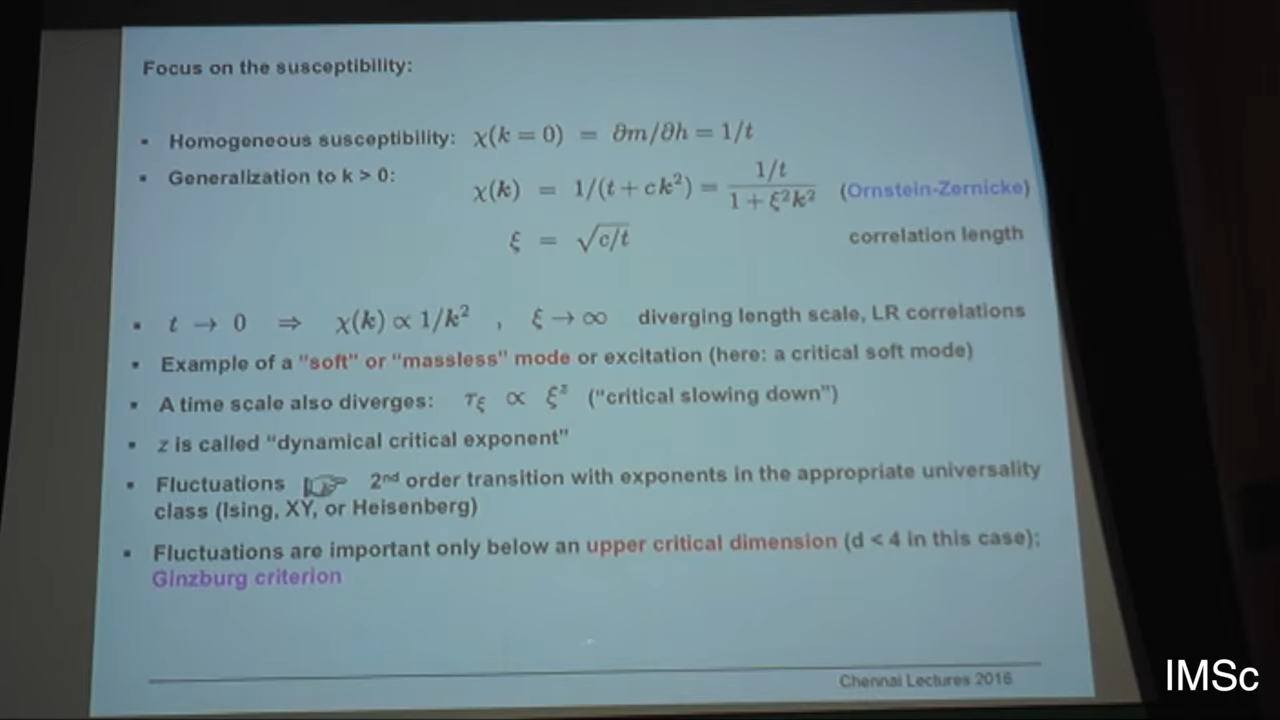 Focus on the susceptibility:
▪ Homogeneous susceptibility: χ(k = 0) = ∂m/∂h = 1/t
▪ Generalization to k > 0: χ(k) = 1/(t + ck²) = (1/t)/(1 + ξ²k²) (Ornstein-Zernicke)
ξ = √(c/t) correlation length
▪ t → 0 ⇒ χ(k) ∝ 1/k² , ξ → ∞ diverging length scale, LR correlations
▪ Example of a "soft" or “massless” mode or excitation (here: a critical soft mode)
▪ A time scale also diverges: τξ ∝ ξᶻ ("critical slowing down")
▪ z is called “dynamical critical exponent”
▪ Fluctuations ☞ 2nd order transition with exponents in the appropriate universality
class (Ising, XY, or Heisenberg)
▪ Fluctuations are important only below an upper critical dimension (d < 4 in this case);
Ginzburg criterion
Chennai Lectures 2016
IMSc